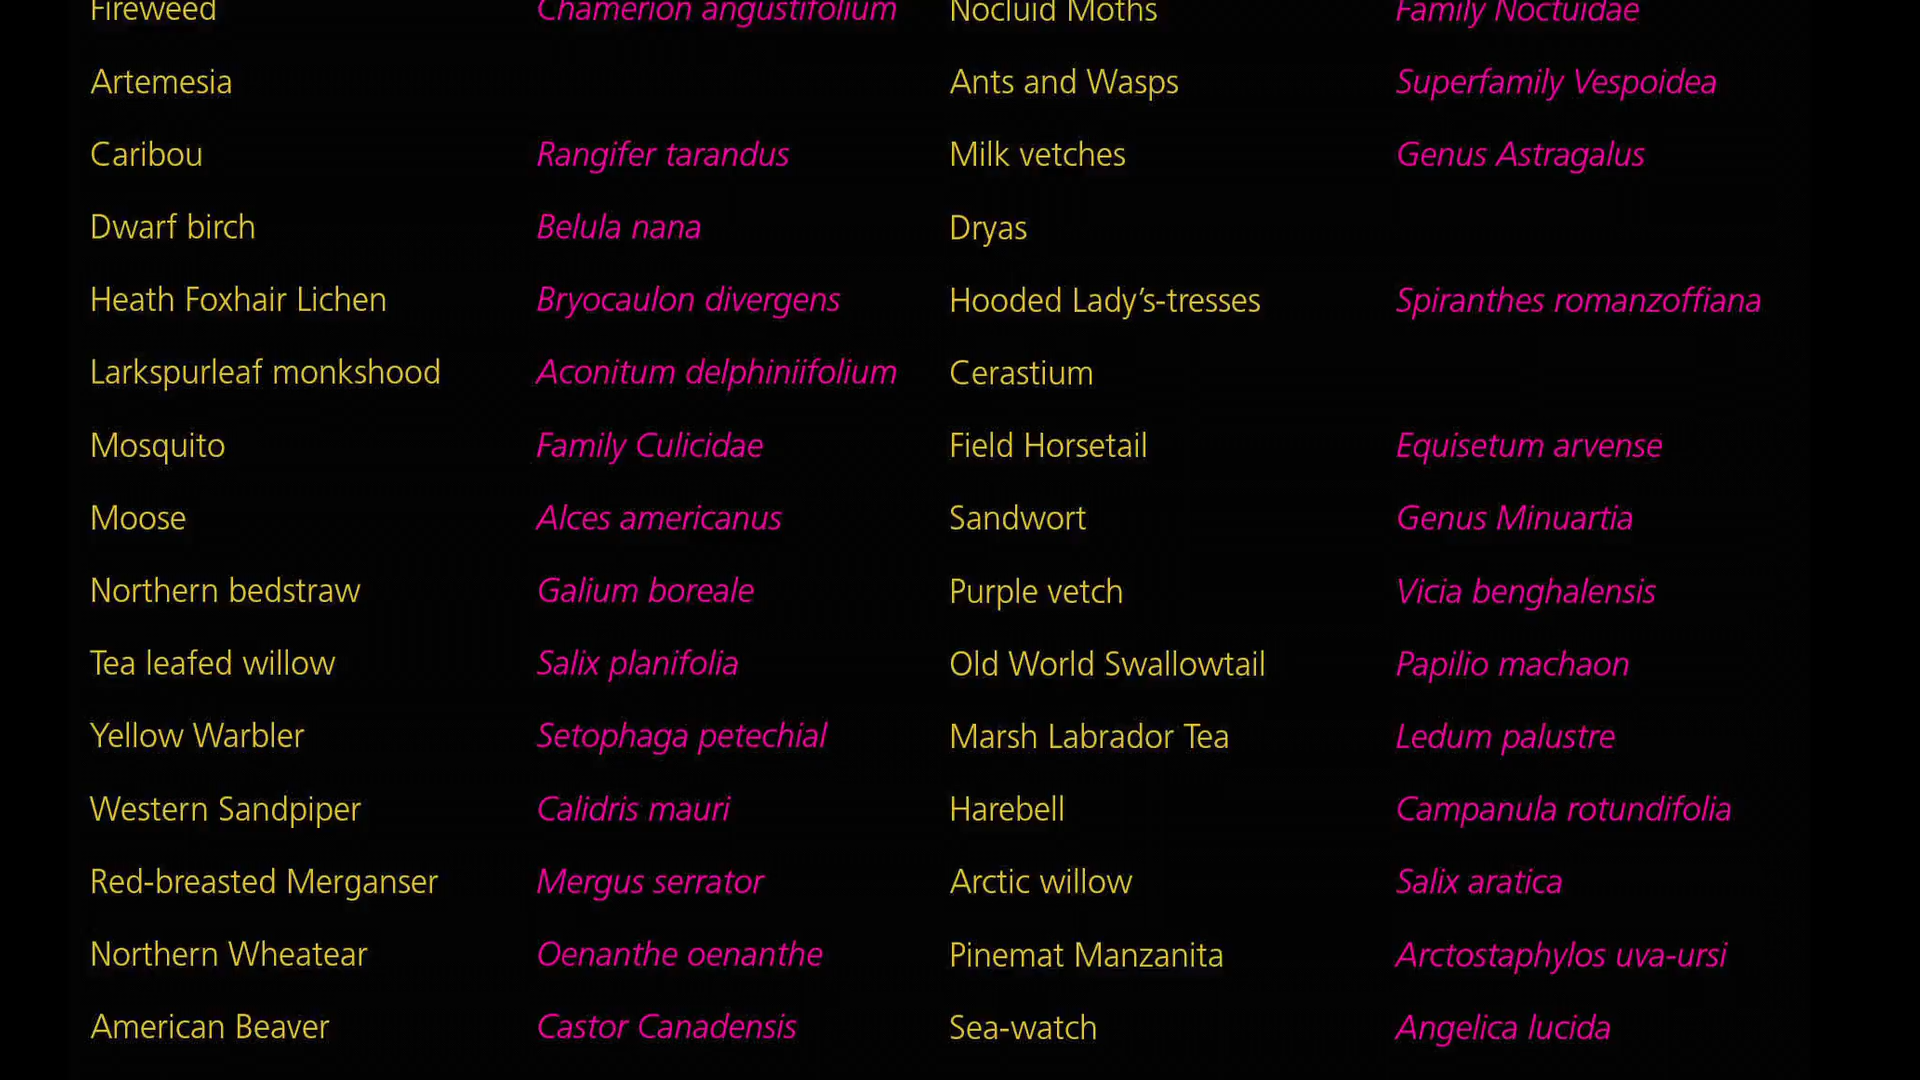 Fireweed Chamerion angustifolium Nocluid Moths Family Noctuidae
Artemesia Ants and Wasps Superfamily Vespoidea
Caribou Rangifer tarandus Milk vetches Genus Astragalus
Dwarf birch Belula nana Dryas
Heath Foxhair Lichen Bryocaulon divergens Hooded Lady’s-tresses Spiranthes romanzoffiana
Larkspurleaf monkshood Aconitum delphiniifolium Cerastium
Mosquito Family Culicidae Field Horsetail Equisetum arvense
Moose Alces americanus Sandwort Genus Minuartia
Northern bedstraw Galium boreale Purple vetch Vicia benghalensis
Tea leafed willow Salix planifolia Old World Swallowtail Papilio machaon
Yellow Warbler Setophaga petechial Marsh Labrador Tea Ledum palustre
Western Sandpiper Calidris mauri Harebell Campanula rotundifolia
Red-breasted Merganser Mergus serrator Arctic willow Salix aratica
Northern Wheatear Oenanthe oenanthe Pinemat Manzanita Arctostaphylos uva-ursi
American Beaver Castor Canadensis Sea-watch Angelica lucida